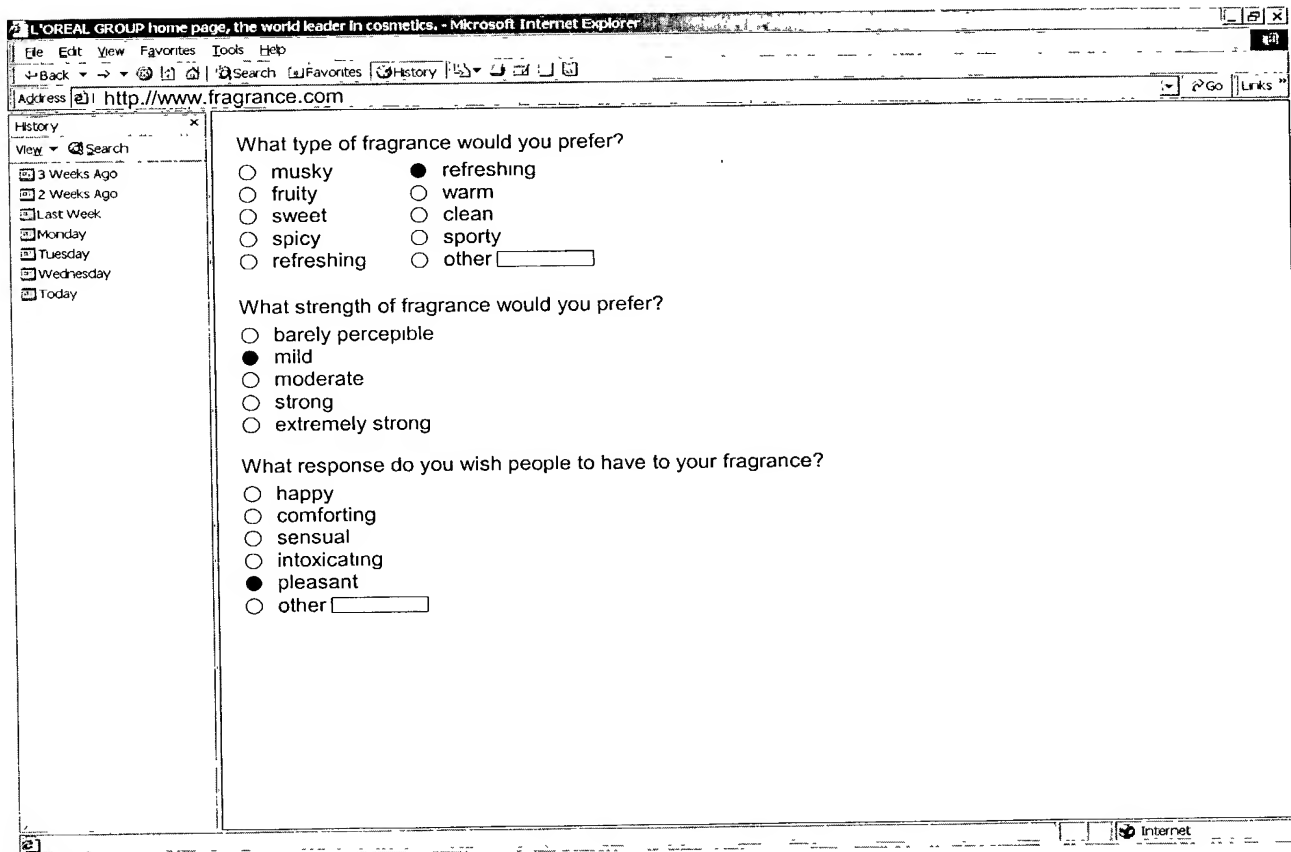 L'OREAL GROUP home page, the world leader in cosmetics. - Microsoft Internet Explorer
File Edit View Favorites Tools Help
Back Search Favorites History
Address http://www.fragrance.com Go Links »
History ×
View Search
3 Weeks Ago
2 Weeks Ago
Last Week
Monday
Tuesday
Wednesday
Today
What type of fragrance would you prefer?
musky refreshing
fruity warm
sweet clean
spicy sporty
refreshing other
What strength of fragrance would you prefer?
barely percepible
mild
moderate
strong
extremely strong
What response do you wish people to have to your fragrance?
happy
comforting
sensual
intoxicating
pleasant
other
Internet